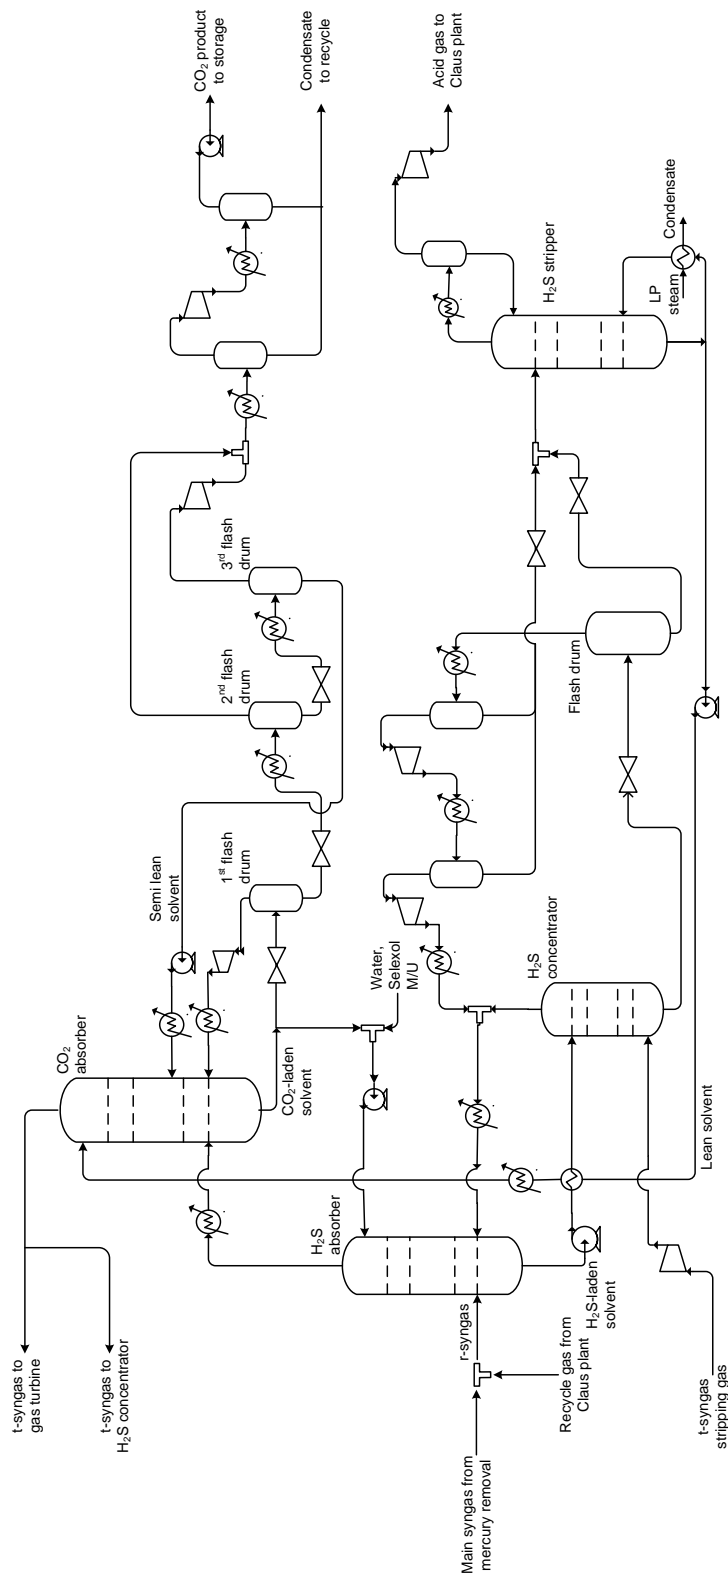 t-syngas to
gas turbine
t-syngas to
H₂S concentrator
CO₂
absorber
Semi lean
solvent
1ˢᵗ flash
drum
2ⁿᵈ flash
drum
3ʳᵈ flash
drum
CO₂ product
to storage
Condensate
to recycle
CO₂-laden
solvent
Water,
Selexol
M/U
H₂S
absorber
Main syngas from
mercury removal
r-syngas
Recycle gas from
Claus plant
H₂S-laden
solvent
t-syngas
stripping gas
H₂S
concentrator
Lean solvent
Flash drum
H₂S stripper
Acid gas to
Claus plant
LP
steam
Condensate